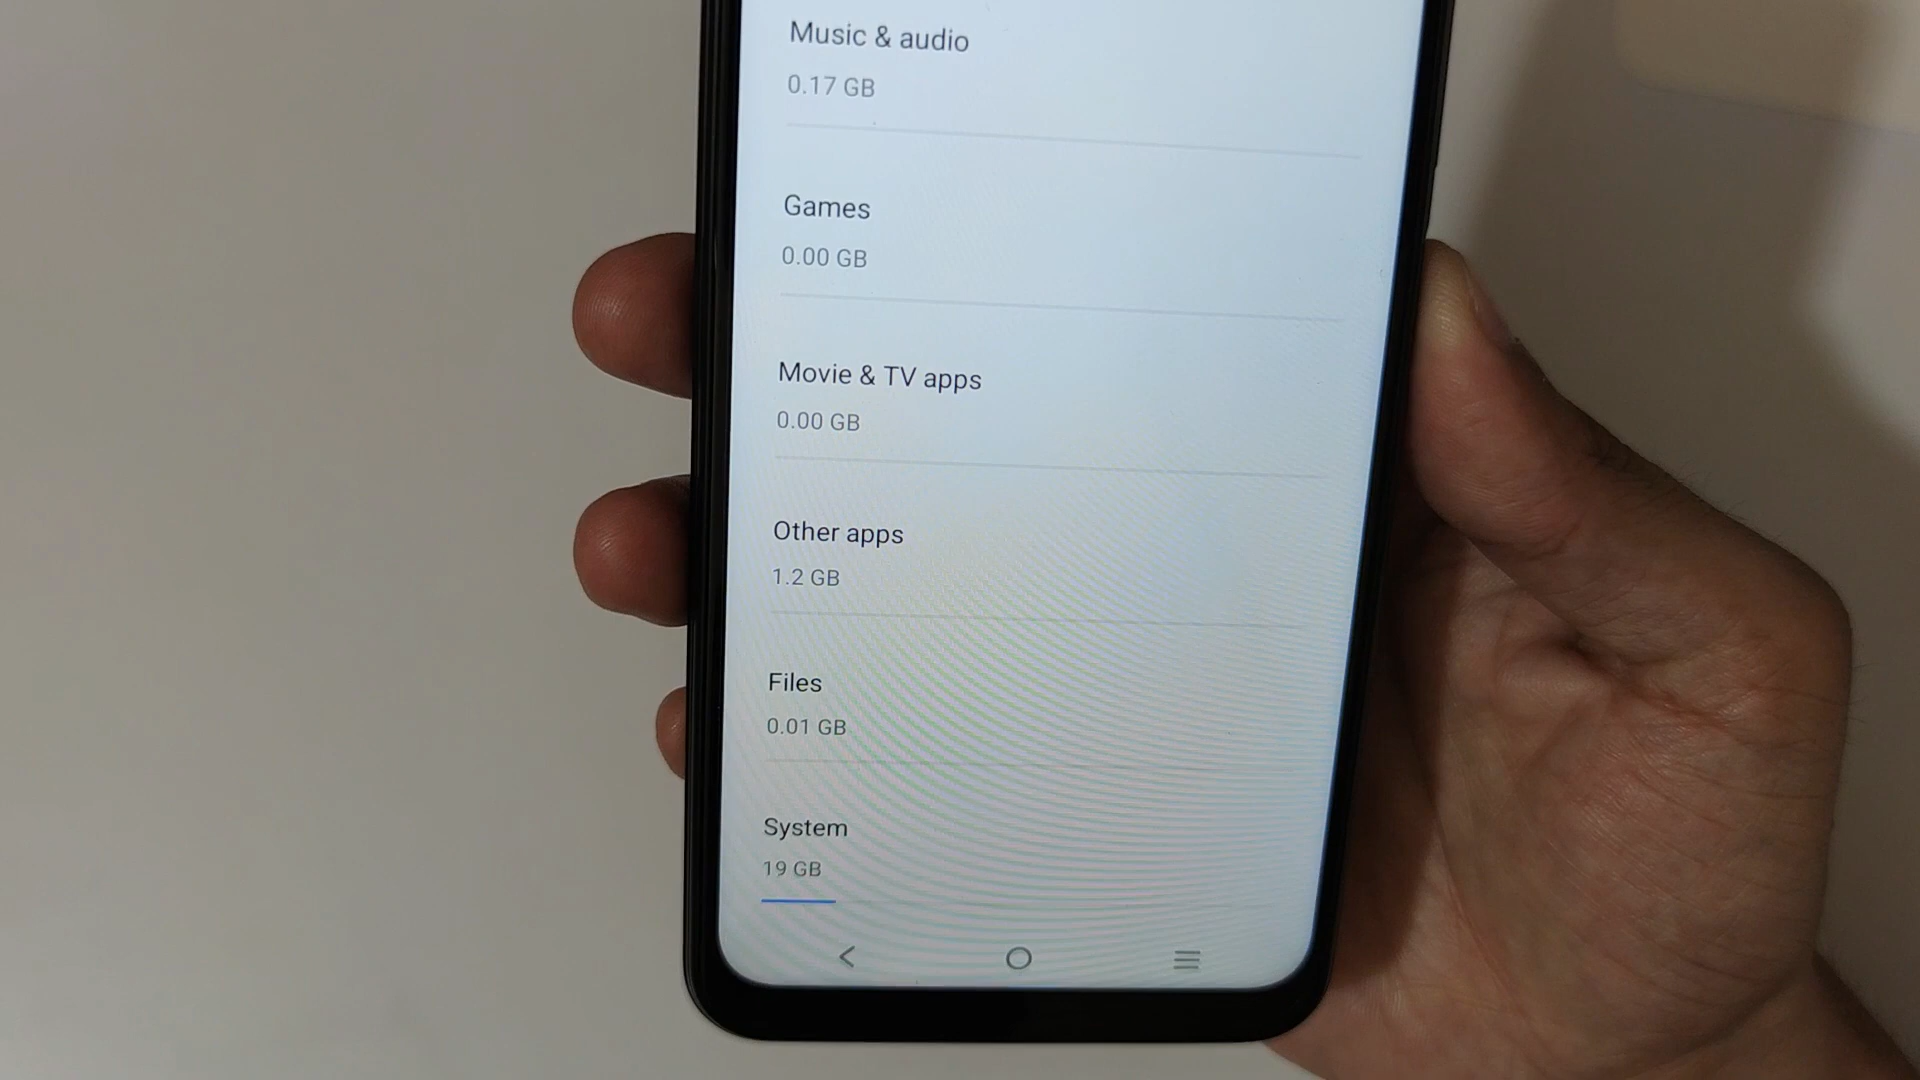 Music & audio
0.17 GB
Games
0.00 GB
Movie & TV apps
0.00 GB
Other apps
1.2 GB
Files
0.01 GB
System
19 GB